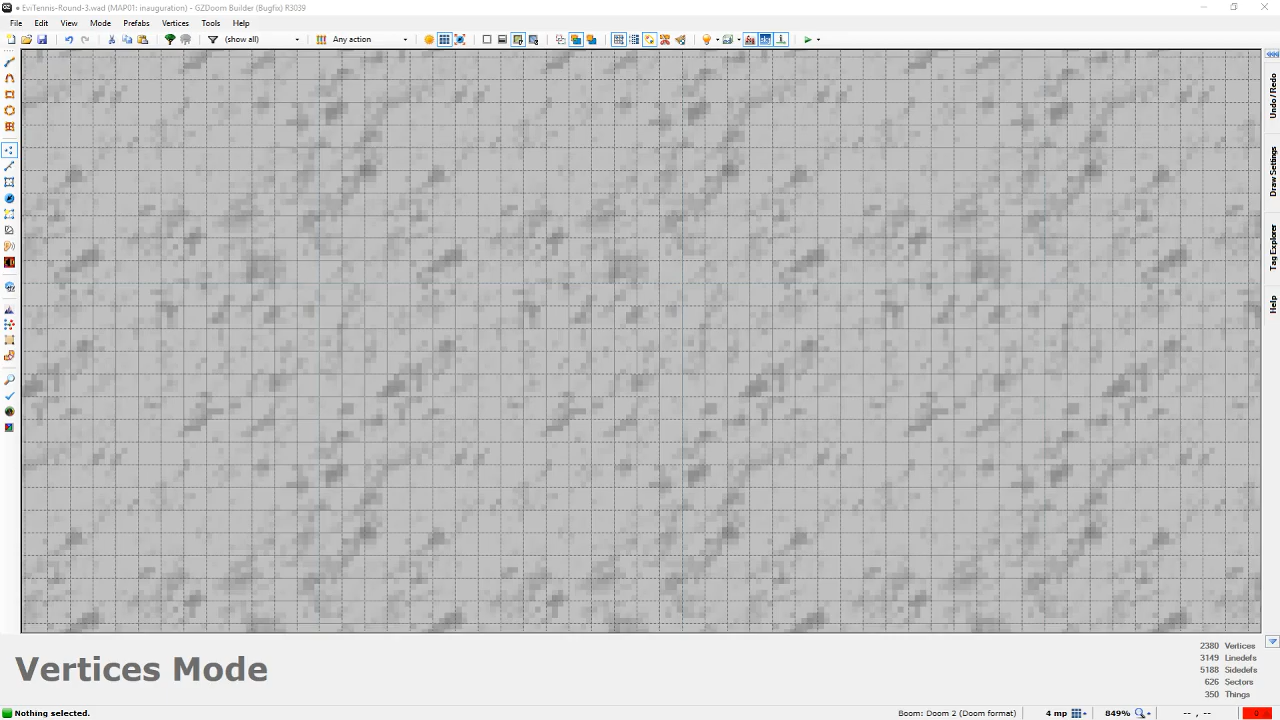 EviTennis-Round-3.wad (MAP01: inauguration) - GZDoom Builder (Bugfix) R3039
File Edit View Mode Prefabs Vertices Tools Help
(show all) Any action
Undo / Redo
Draw Settings
Tag Explorer
Help
Vertices Mode
2380 Vertices
3149 Linedefs
5188 Sidedefs
626 Sectors
350 Things
Nothing selected. Boom: Doom 2 (Doom format) 4 mp 849% -- , -- 0